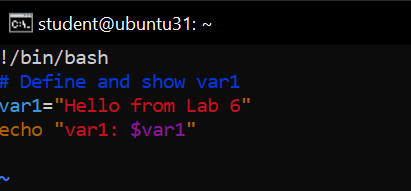 student@ubuntu31: ~
!/bin/bash
# Define and show var1
var1="Hello from Lab 6"
echo "var1: $var1"
~